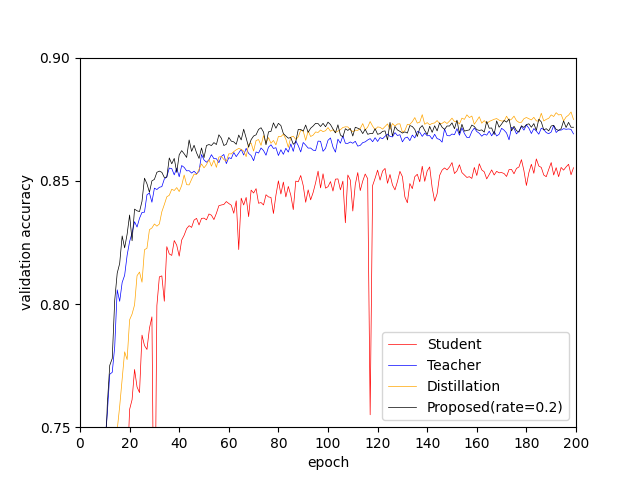 0.90
0.85
0.80
0.75
validation accuracy
0 20 40 60 80 100 120 140 160 180 200
epoch
Student
Teacher
Distillation
Proposed(rate=0.2)